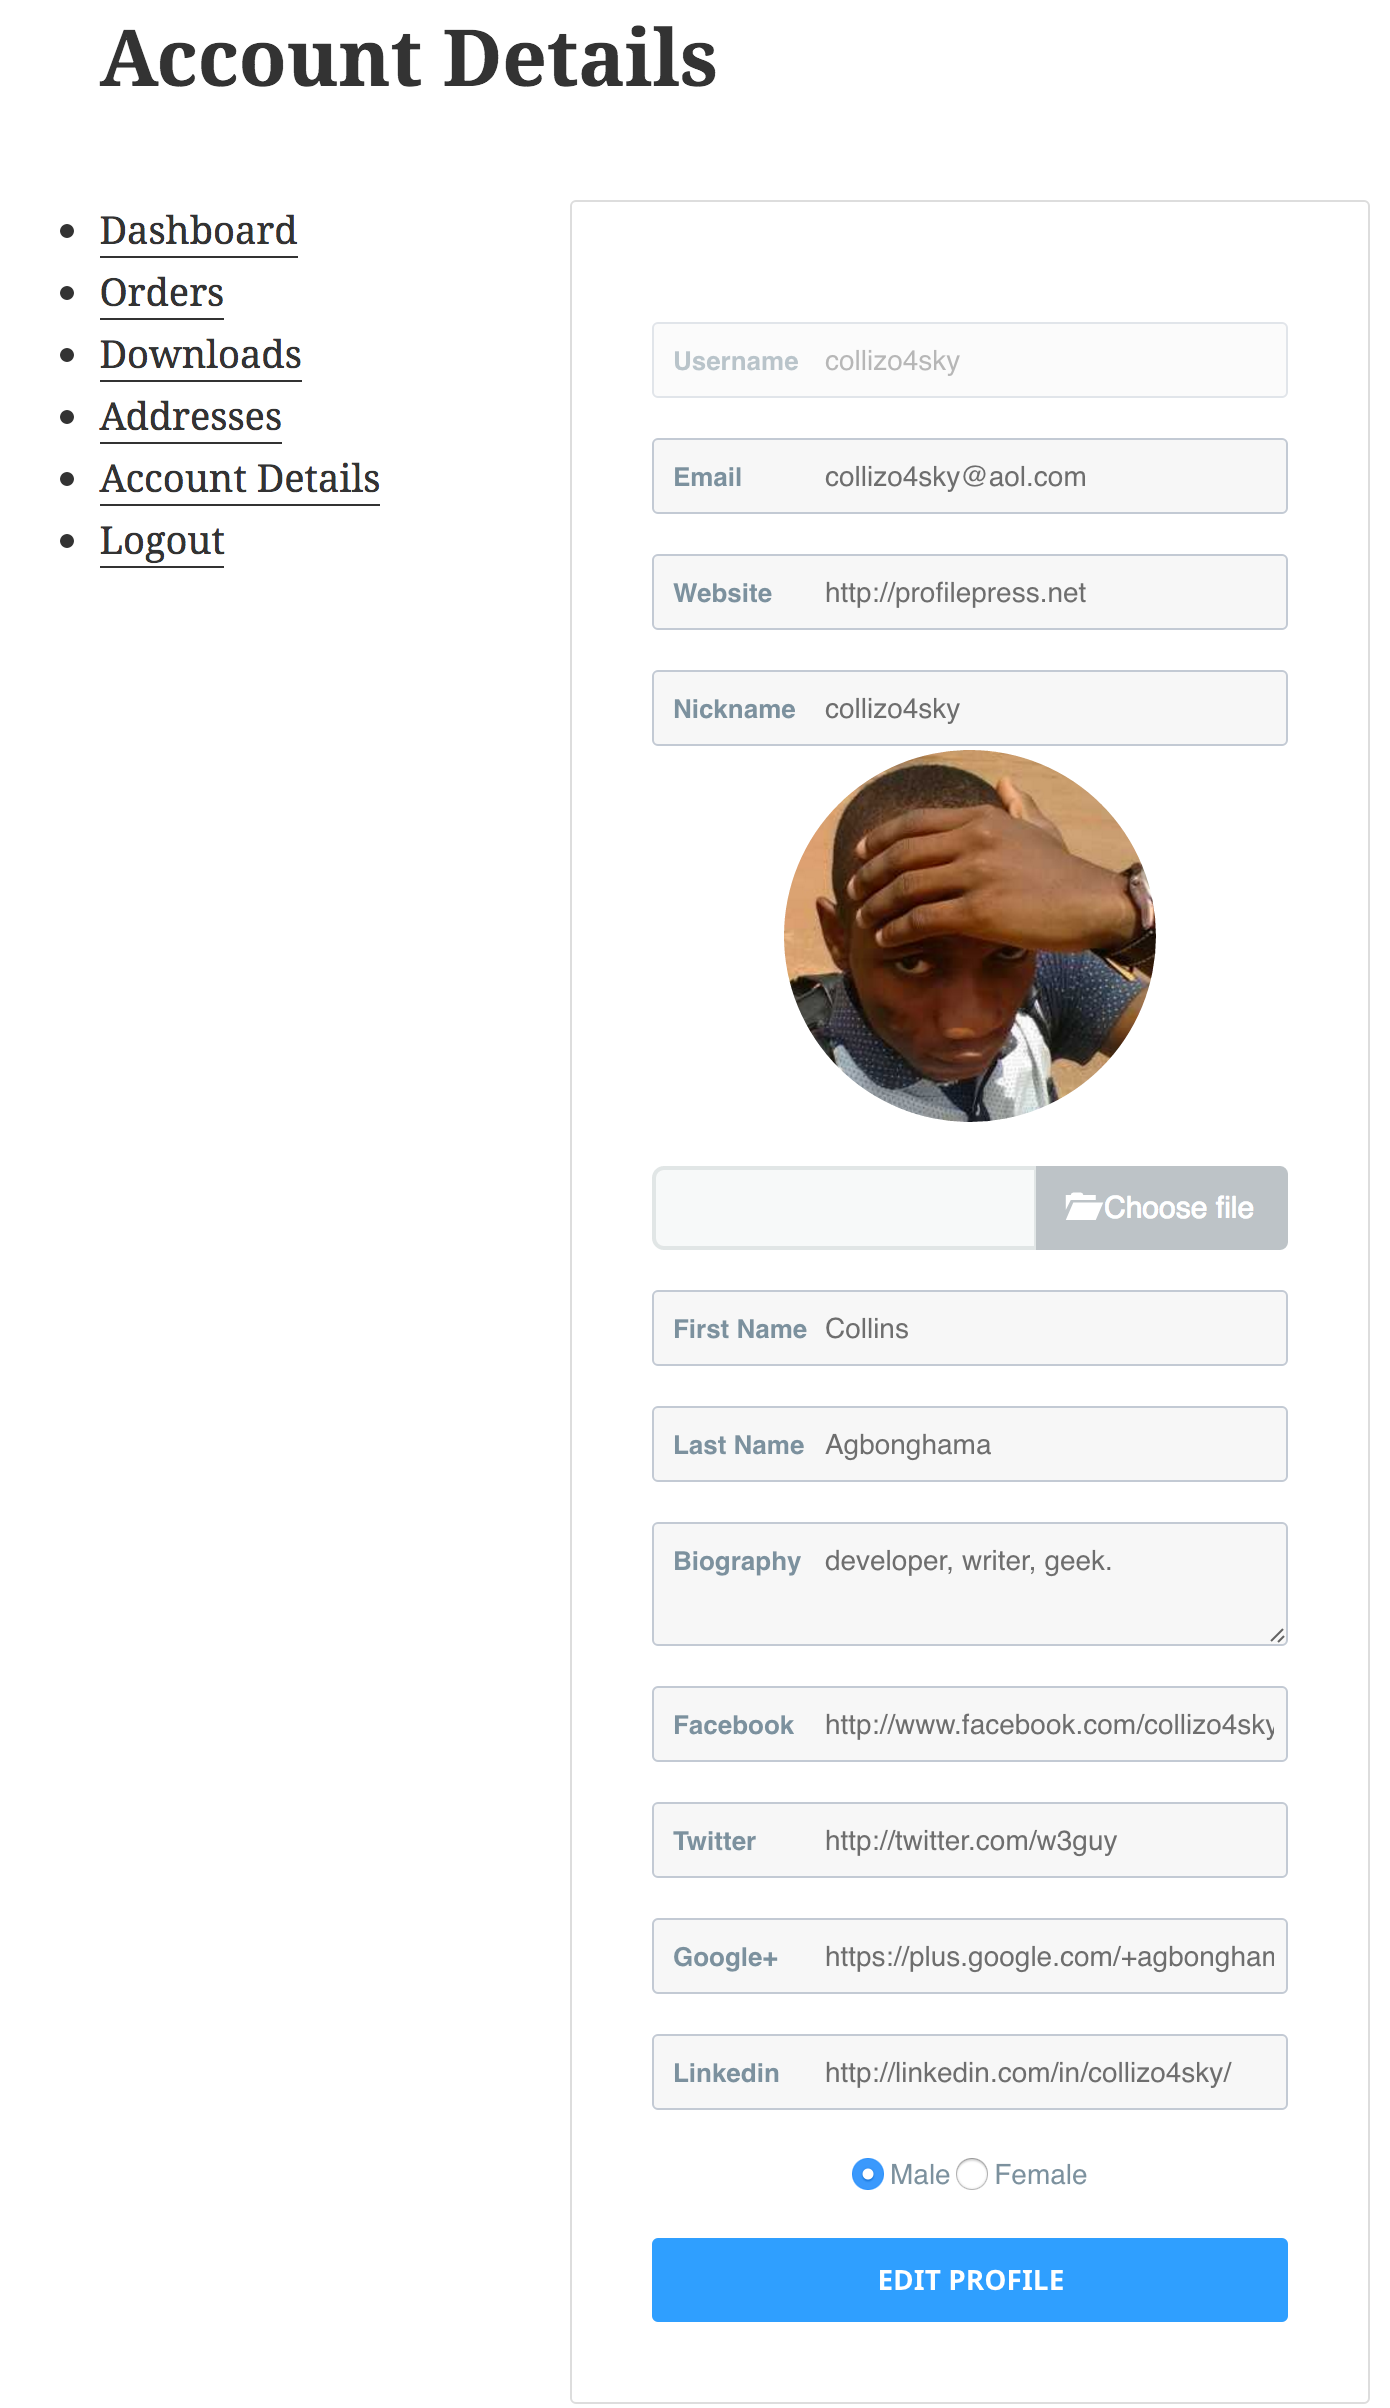 Account Details
Dashboard
Orders
Downloads
Addresses
Account Details
Logout
Username collizo4sky
Email collizo4sky@aol.com
Website http://profilepress.net
Nickname collizo4sky
Choose file
First Name Collins
Last Name Agbonghama
Biography developer, writer, geek.
Facebook http://www.facebook.com/collizo4sky
Twitter http://twitter.com/w3guy
Google+ https://plus.google.com/+agbongham
Linkedin http://linkedin.com/in/collizo4sky/
Male Female
EDIT PROFILE